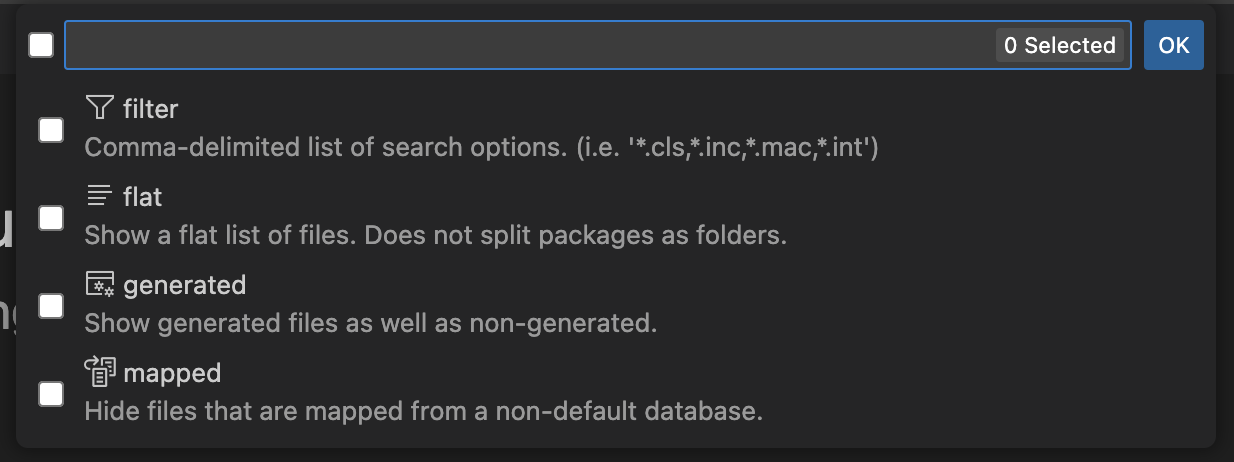 0 Selected
OK
filter
Comma-delimited list of search options. (i.e. '*.cls,*.inc,*.mac,*.int')
flat
Show a flat list of files. Does not split packages as folders.
generated
Show generated files as well as non-generated.
mapped
Hide files that are mapped from a non-default database.